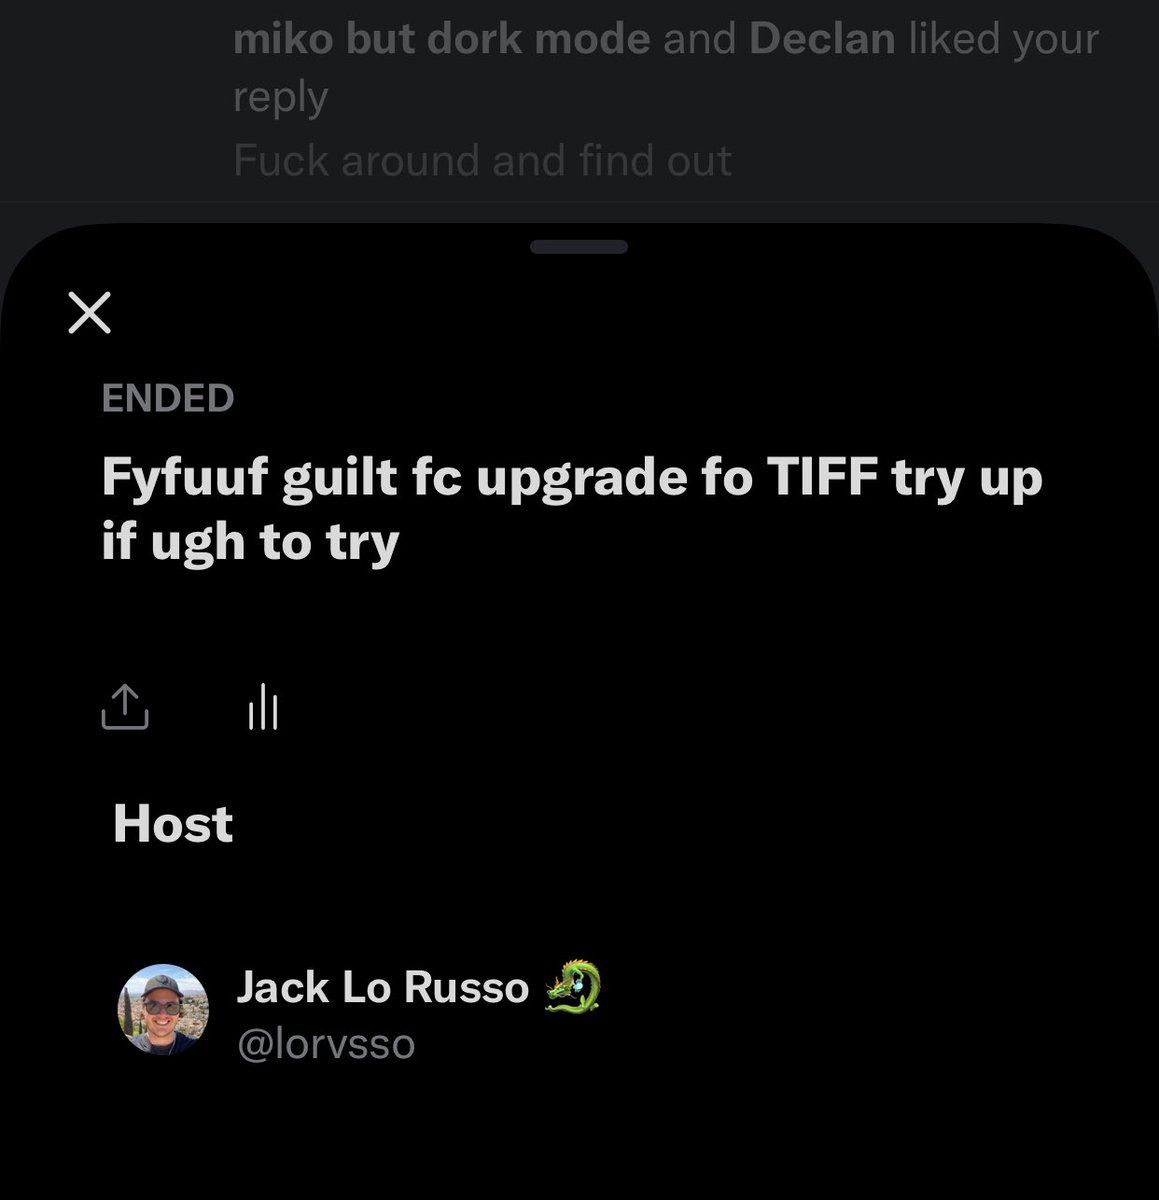 miko but dork mode and Declan liked your
reply
Fuck around and find out
ENDED
Fyfuuf guilt fc upgrade fo TIFF try up
if ugh to try
Host
Jack Lo Russo 🐉
@lorvsso